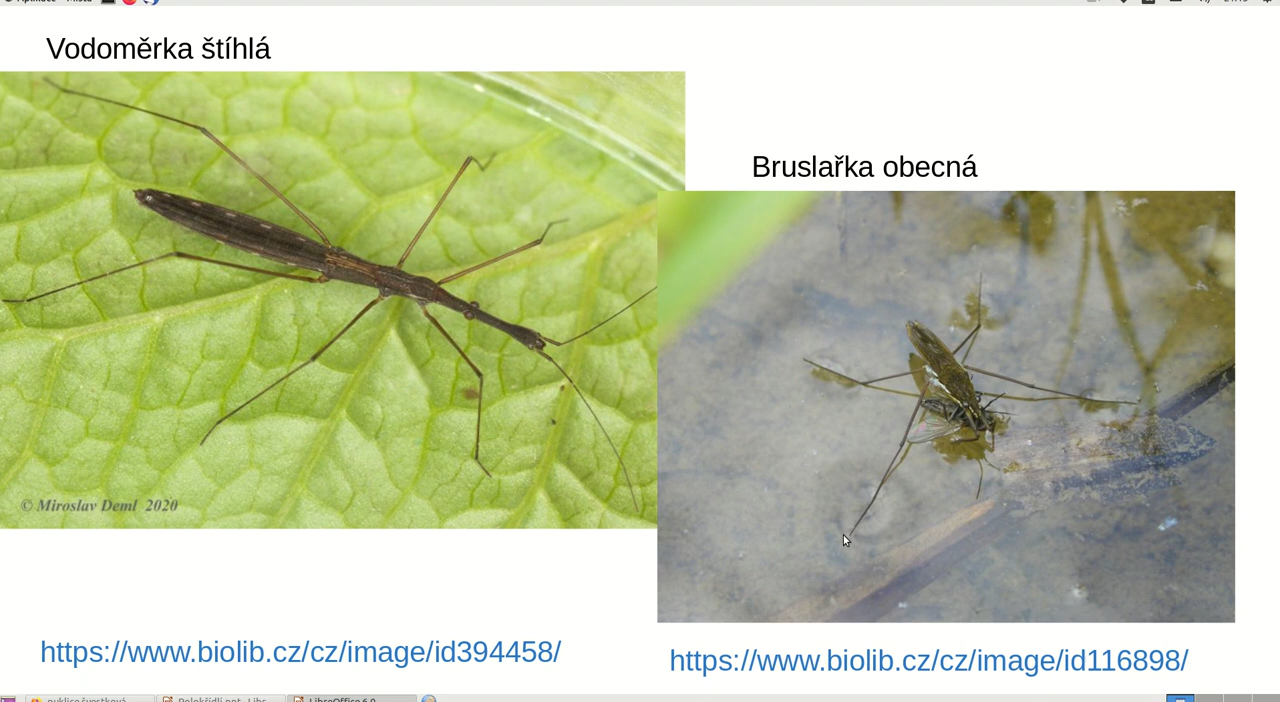 Vodoměrka štíhlá
Bruslařka obecná
© Miroslav Deml 2020
https://www.biolib.cz/cz/image/id394458/
https://www.biolib.cz/cz/image/id116898/